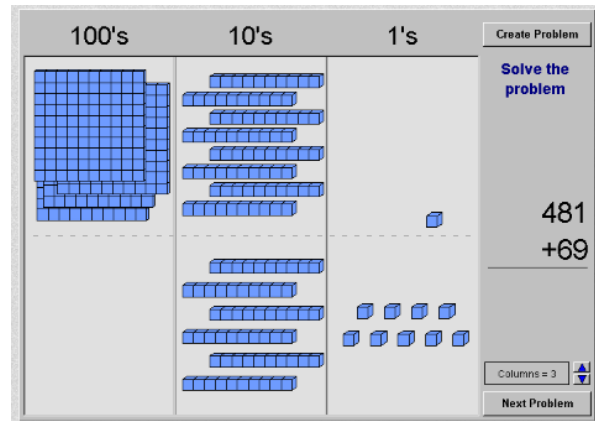 100's 10's 1's
Create Problem
Solve the
problem
481
+69
Columns = 3
Next Problem